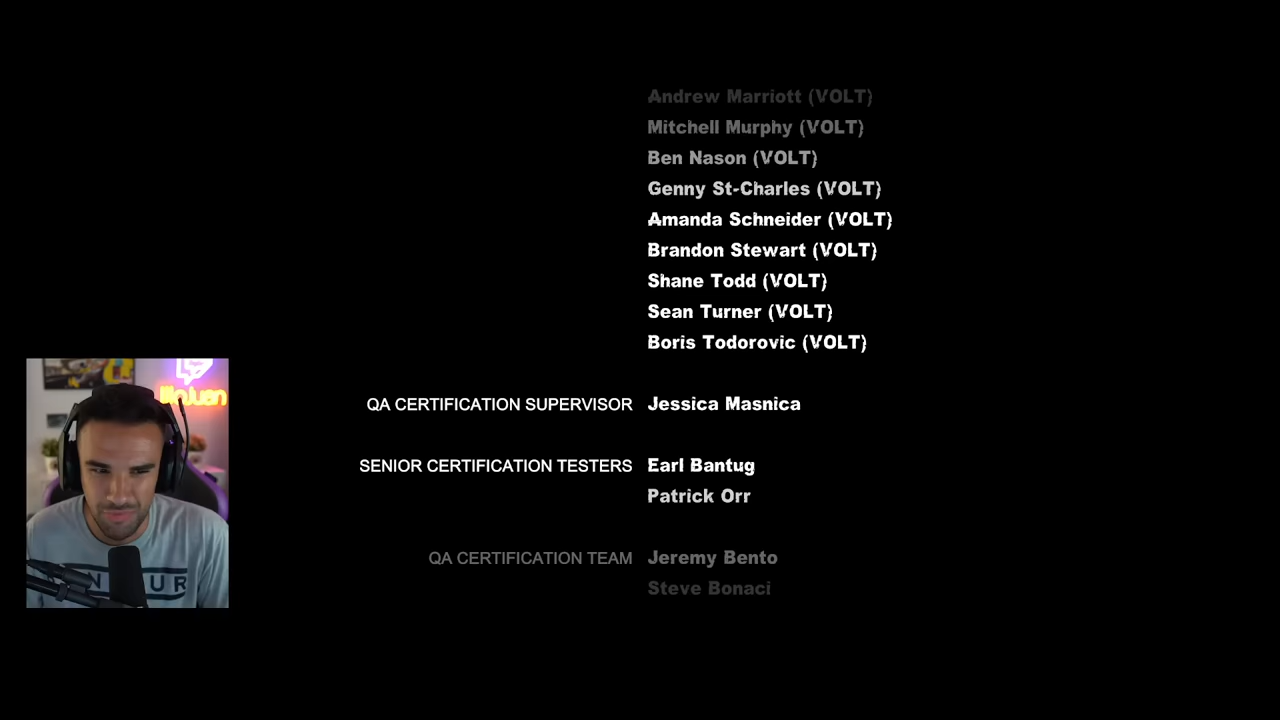 Andrew Marriott (VOLT)
Mitchell Murphy (VOLT)
Ben Nason (VOLT)
Genny St-Charles (VOLT)
Amanda Schneider (VOLT)
Brandon Stewart (VOLT)
Shane Todd (VOLT)
Sean Turner (VOLT)
Boris Todorovic (VOLT)
QA CERTIFICATION SUPERVISOR Jessica Masnica
SENIOR CERTIFICATION TESTERS Earl Bantug
Patrick Orr
QA CERTIFICATION TEAM Jeremy Bento
Steve Bonaci